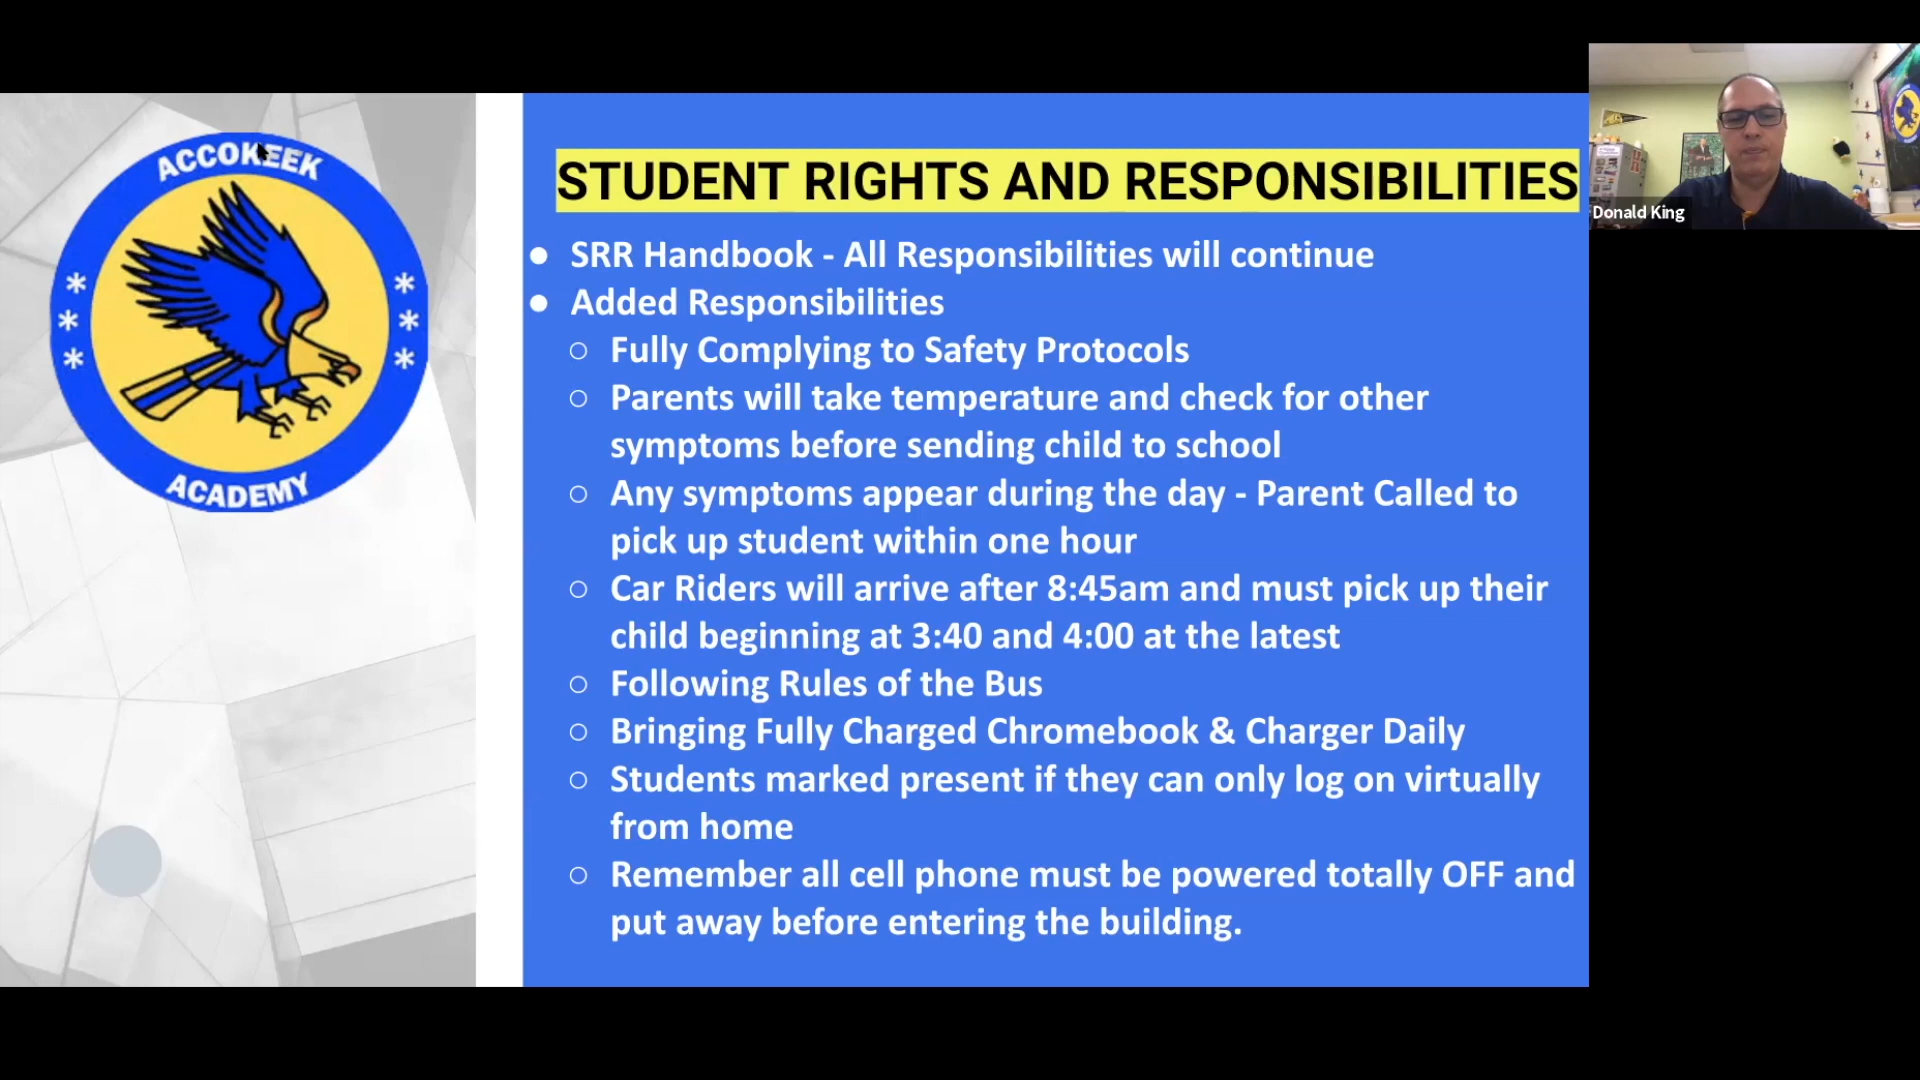 ACCOKEEK
ACADEMY
STUDENT RIGHTS AND RESPONSIBILITIES
● SRR Handbook - All Responsibilities will continue
● Added Responsibilities
○ Fully Complying to Safety Protocols
○ Parents will take temperature and check for other
symptoms before sending child to school
○ Any symptoms appear during the day - Parent Called to
pick up student within one hour
○ Car Riders will arrive after 8:45am and must pick up their
child beginning at 3:40 and 4:00 at the latest
○ Following Rules of the Bus
○ Bringing Fully Charged Chromebook & Charger Daily
○ Students marked present if they can only log on virtually
from home
○ Remember all cell phone must be powered totally OFF and
put away before entering the building.
Donald King